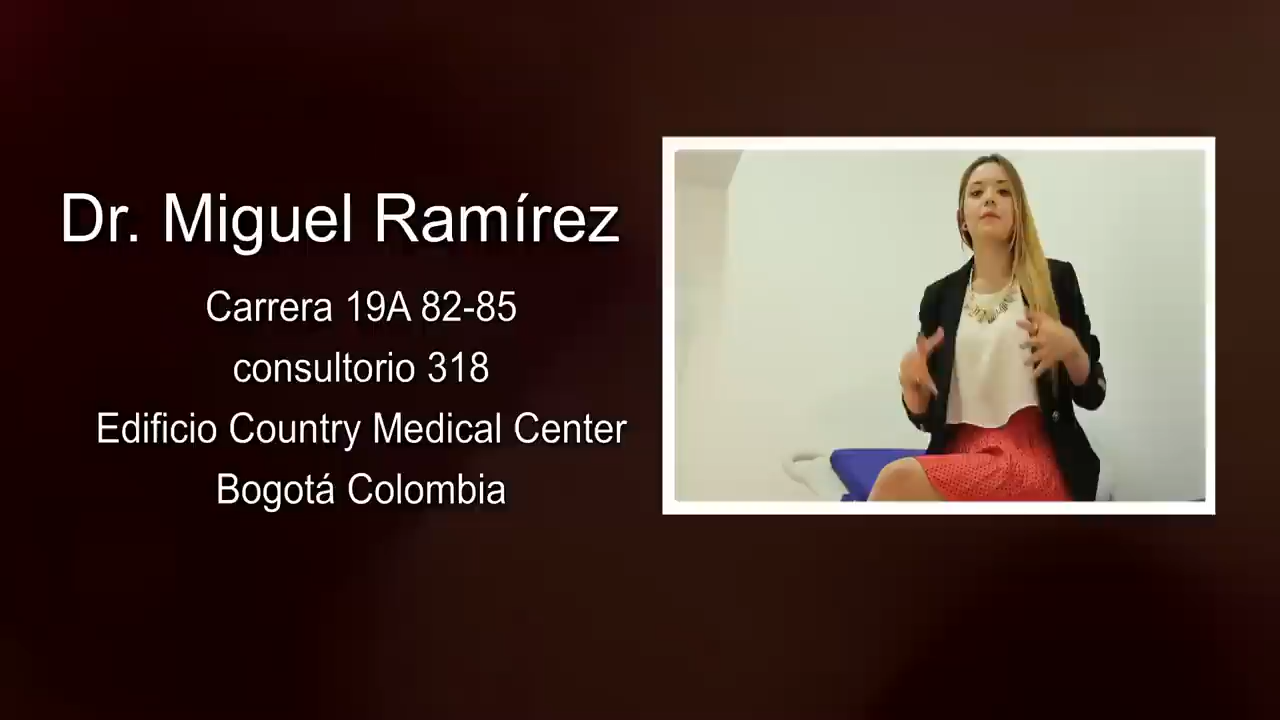 Dr. Miguel Ramírez
Carrera 19A 82-85
consultorio 318
Edificio Country Medical Center
Bogotá Colombia